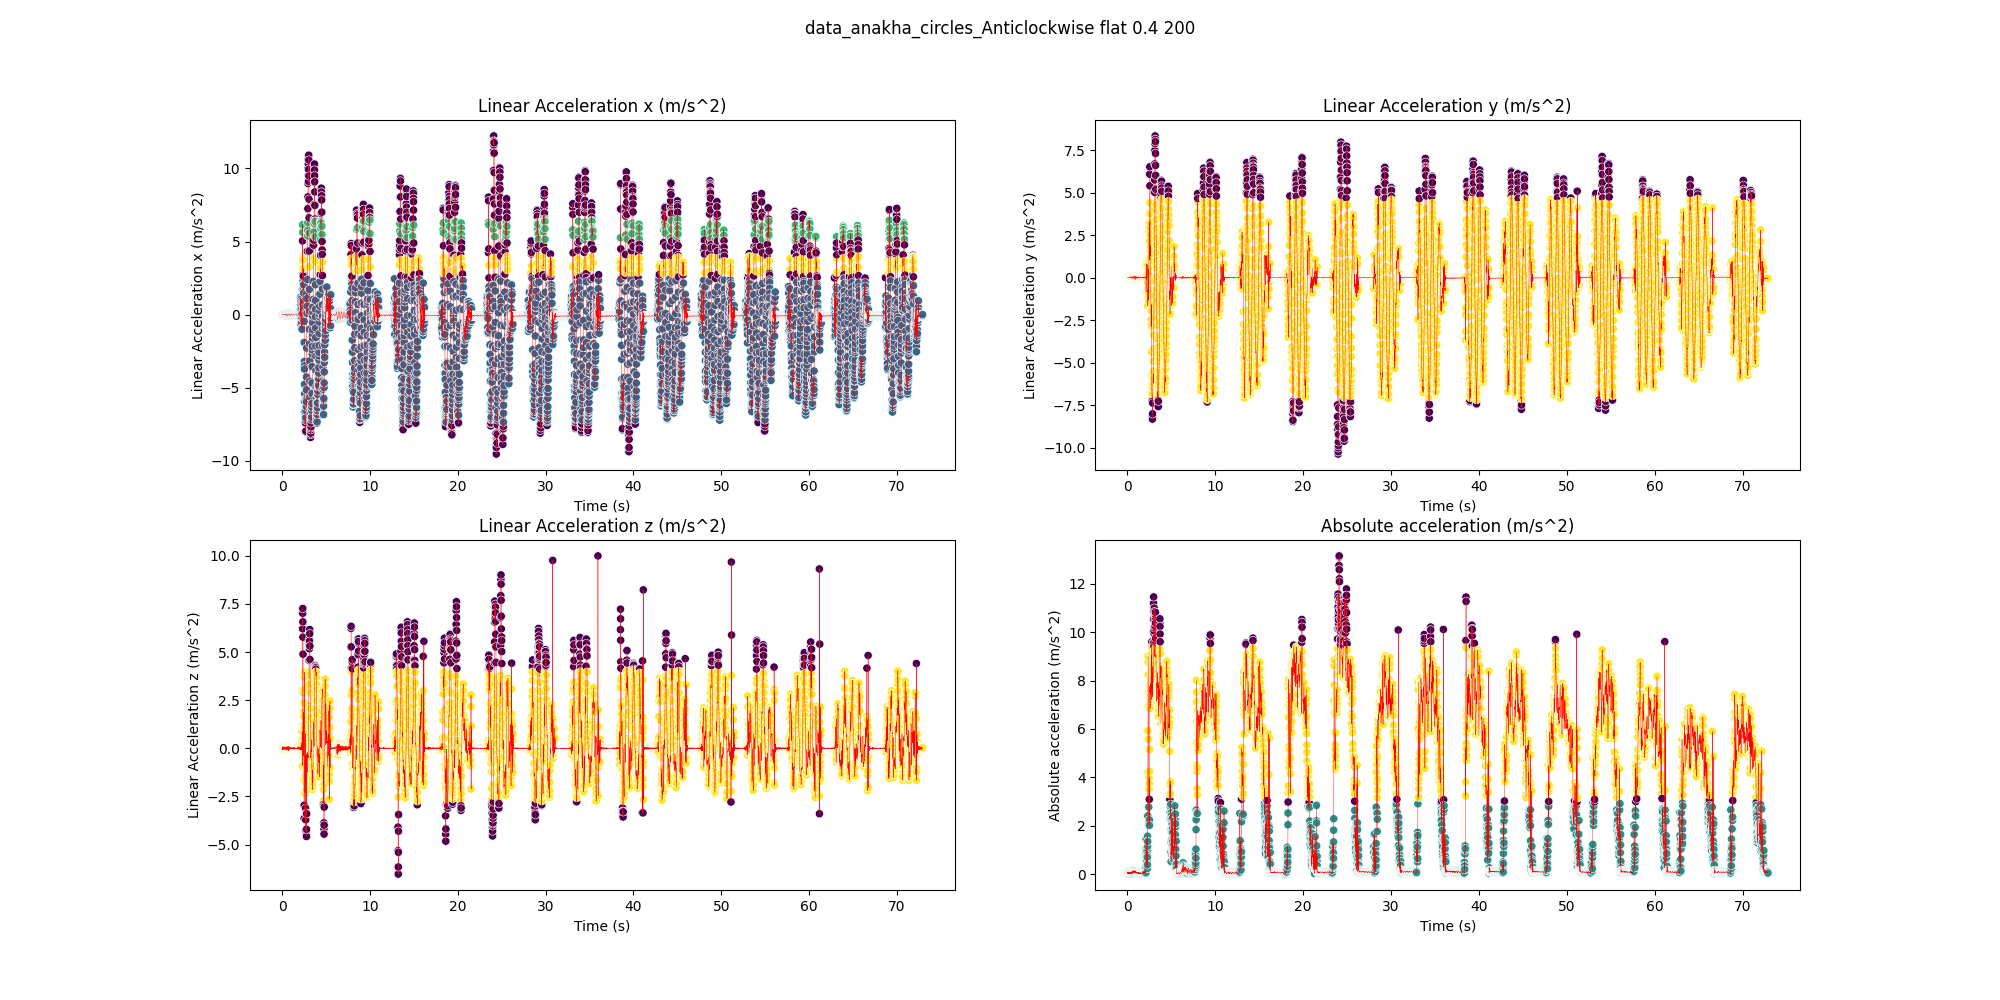 data_anakha_circles_Anticlockwise flat 0.4 200
Linear Acceleration x (m/s^2)
Linear Acceleration x (m/s^2)
10
5
0
−5
−10
0 10 20 30 40 50 60 70
Time (s)
Linear Acceleration y (m/s^2)
Linear Acceleration y (m/s^2)
7.5
5.0
2.5
0.0
−2.5
−5.0
−7.5
−10.0
0 10 20 30 40 50 60 70
Time (s)
Linear Acceleration z (m/s^2)
Linear Acceleration z (m/s^2)
10.0
7.5
5.0
2.5
0.0
−2.5
−5.0
0 10 20 30 40 50 60 70
Time (s)
Absolute acceleration (m/s^2)
Absolute acceleration (m/s^2)
12
10
8
6
4
2
0
0 10 20 30 40 50 60 70
Time (s)